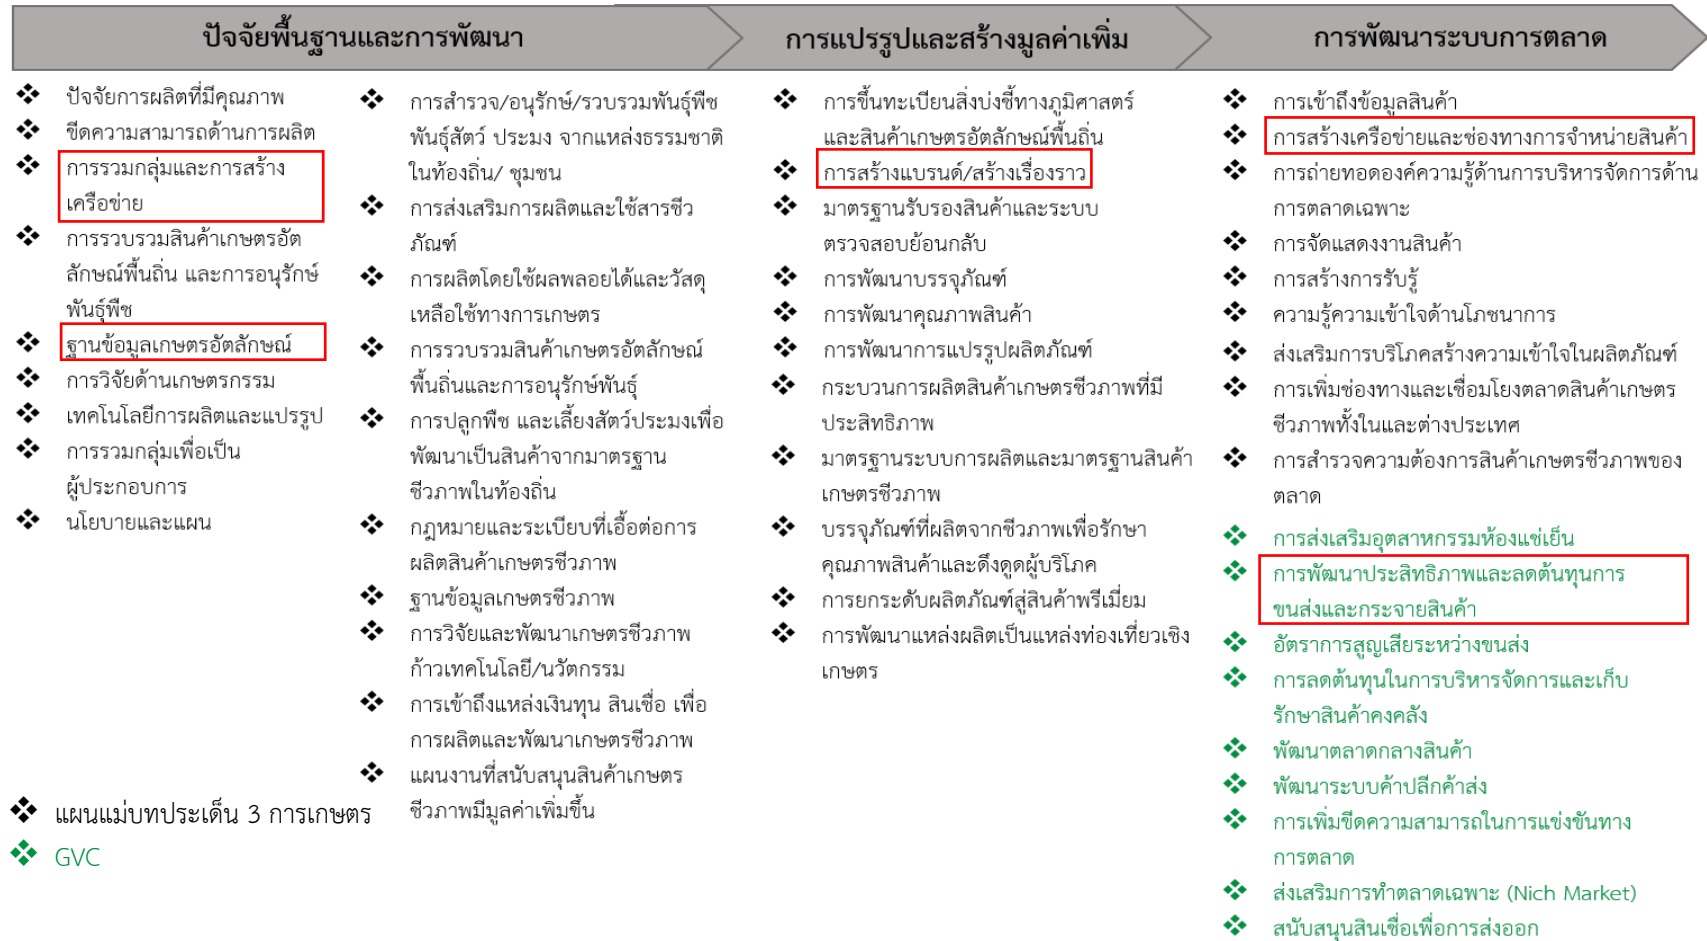 ปัจจัยพื้นฐานและการพัฒนา
การแปรรูปและสร้างมูลค่าเพิ่ม
การพัฒนาระบบการตลาด
ปัจจัยการผลิตที่มีคุณภาพ
ขีดความสามารถด้านการผลิต
การรวมกลุ่มและการสร้าง
เครือข่าย
การรวบรวมสินค้าเกษตรอัต
ลักษณ์พื้นถิ่น และการอนุรักษ์
พันธุ์พืช
ฐานข้อมูลเกษตรอัตลักษณ์
การวิจัยด้านเกษตรกรรม
เทคโนโลยีการผลิตและแปรรูป
การรวมกลุ่มเพื่อเป็น
ผู้ประกอบการ
นโยบายและแผน
การสำรวจ/อนุรักษ์/รวบรวมพันธุ์พืช
พันธุ์สัตว์ ประมง จากแหล่งธรรมชาติ
ในท้องถิ่น/ ชุมชน
การส่งเสริมการผลิตและใช้สารชีว
ภัณฑ์
การผลิตโดยใช้ผลพลอยได้และวัสดุ
เหลือใช้ทางการเกษตร
การรวบรวมสินค้าเกษตรอัตลักษณ์
พื้นถิ่นและการอนุรักษ์พันธุ์
การปลูกพืช และเลี้ยงสัตว์ประมงเพื่อ
พัฒนาเป็นสินค้าจากมาตรฐาน
ชีวภาพในท้องถิ่น
กฎหมายและระเบียบที่เอื้อต่อการ
ผลิตสินค้าเกษตรชีวภาพ
ฐานข้อมูลเกษตรชีวภาพ
การวิจัยและพัฒนาเกษตรชีวภาพ
ก้าวเทคโนโลยี/นวัตกรรม
การเข้าถึงแหล่งเงินทุน สินเชื่อ เพื่อ
การผลิตและพัฒนาเกษตรชีวภาพ
แผนงานที่สนับสนุนสินค้าเกษตร
ชีวภาพมีมูลค่าเพิ่มขึ้น
การขึ้นทะเบียนสิ่งบ่งชี้ทางภูมิศาสตร์
และสินค้าเกษตรอัตลักษณ์พื้นถิ่น
การสร้างแบรนด์/สร้างเรื่องราว
มาตรฐานรับรองสินค้าและระบบ
ตรวจสอบย้อนกลับ
การพัฒนาบรรจุภัณฑ์
การพัฒนาคุณภาพสินค้า
การพัฒนาการแปรรูปผลิตภัณฑ์
กระบวนการผลิตสินค้าเกษตรชีวภาพที่มี
ประสิทธิภาพ
มาตรฐานระบบการผลิตและมาตรฐานสินค้า
เกษตรชีวภาพ
บรรจุภัณฑ์ที่ผลิตจากชีวภาพเพื่อรักษา
คุณภาพสินค้าและดึงดูดผู้บริโภค
การยกระดับผลิตภัณฑ์สู่สินค้าพรีเมี่ยม
การพัฒนาแหล่งผลิตเป็นแหล่งท่องเที่ยวเชิง
เกษตร
การเข้าถึงข้อมูลสินค้า
การสร้างเครือข่ายและช่องทางการจำหน่ายสินค้า
การถ่ายทอดองค์ความรู้ด้านการบริหารจัดการด้าน
การตลาดเฉพาะ
การจัดแสดงงานสินค้า
การสร้างการรับรู้
ความรู้ความเข้าใจด้านโภชนาการ
ส่งเสริมการบริโภคสร้างความเข้าใจในผลิตภัณฑ์
การเพิ่มช่องทางและเชื่อมโยงตลาดสินค้าเกษตร
ชีวภาพทั้งในและต่างประเทศ
การสำรวจความต้องการสินค้าเกษตรชีวภาพของ
ตลาด
การส่งเสริมอุตสาหกรรมห้องแช่เย็น
การพัฒนาประสิทธิภาพและลดต้นทุนการ
ขนส่งและกระจายสินค้า
อัตราการสูญเสียระหว่างขนส่ง
การลดต้นทุนในการบริหารจัดการและเก็บ
รักษาสินค้าคงคลัง
พัฒนาตลาดกลางสินค้า
พัฒนาระบบค้าปลีกค้าส่ง
การเพิ่มขีดความสามารถในการแข่งขันทาง
การตลาด
ส่งเสริมการทำตลาดเฉพาะ (Nich Market)
สนับสนุนสินเชื่อเพื่อการส่งออก
แผนแม่บทประเด็น 3 การเกษตร
GVC